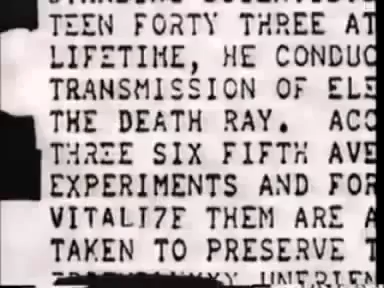 TEEN FORTY THREE AT
LIFETIME, HE CONDUC
TRANSMISSION OF ELE
THE DEATH RAY. ACC
THREE SIX FIFTH AVE
EXPERIMENTS AND FOR
VITALIZE THEM ARE A
TAKEN TO PRESERVE T